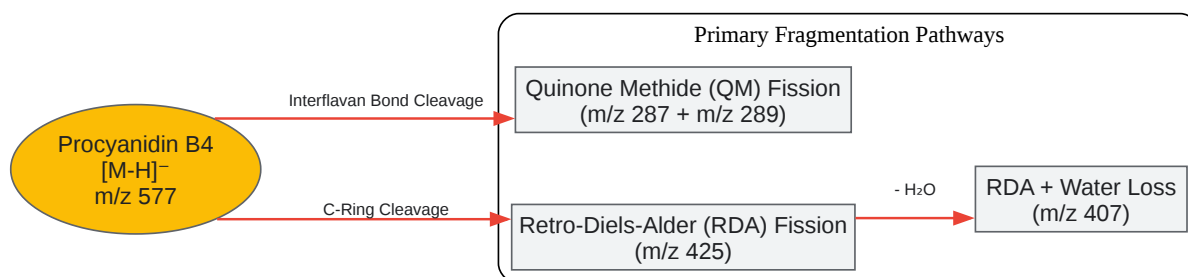 Primary Fragmentation Pathways
Interflavan Bond Cleavage
Quinone Methide (QM) Fission
(m/z 287 + m/z 289)
Procyanidin B4
[M-H]⁻
m/z 577
C-Ring Cleavage
Retro-Diels-Alder (RDA) Fission
(m/z 425)
- H₂O
RDA + Water Loss
(m/z 407)